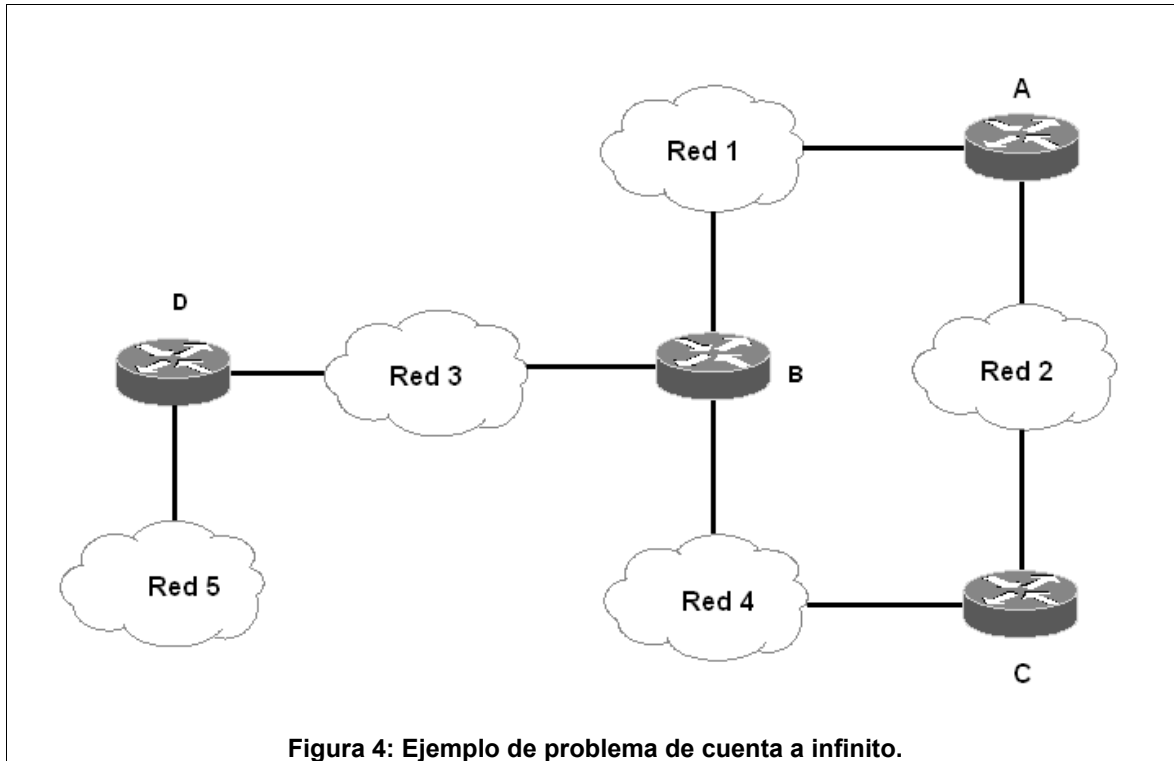 A
Red 1
D
Red 3
B
Red 2
Red 5
Red 4
C
Figura 4: Ejemplo de problema de cuenta a infinito.